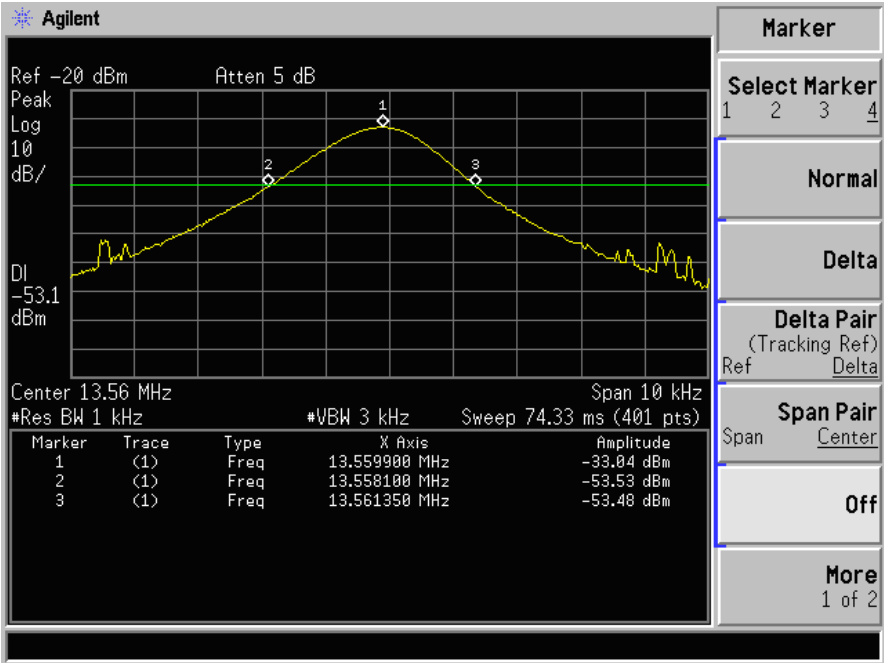 Agilent
Ref -20 dBm Atten 5 dB
Peak
Log
10
dB/
1
2
3
DI
-53.1
dBm
Center 13.56 MHz Span 10 kHz
#Res BW 1 kHz #VBW 3 kHz Sweep 74.33 ms (401 pts)
Marker Trace Type X Axis Amplitude
1 (1) Freq 13.559900 MHz -33.04 dBm
2 (1) Freq 13.558100 MHz -53.53 dBm
3 (1) Freq 13.561350 MHz -53.48 dBm
Marker
Select Marker
1 2 3 4
Normal
Delta
Delta Pair
(Tracking Ref)
Ref Delta
Span Pair
Span Center
Off
More
1 of 2